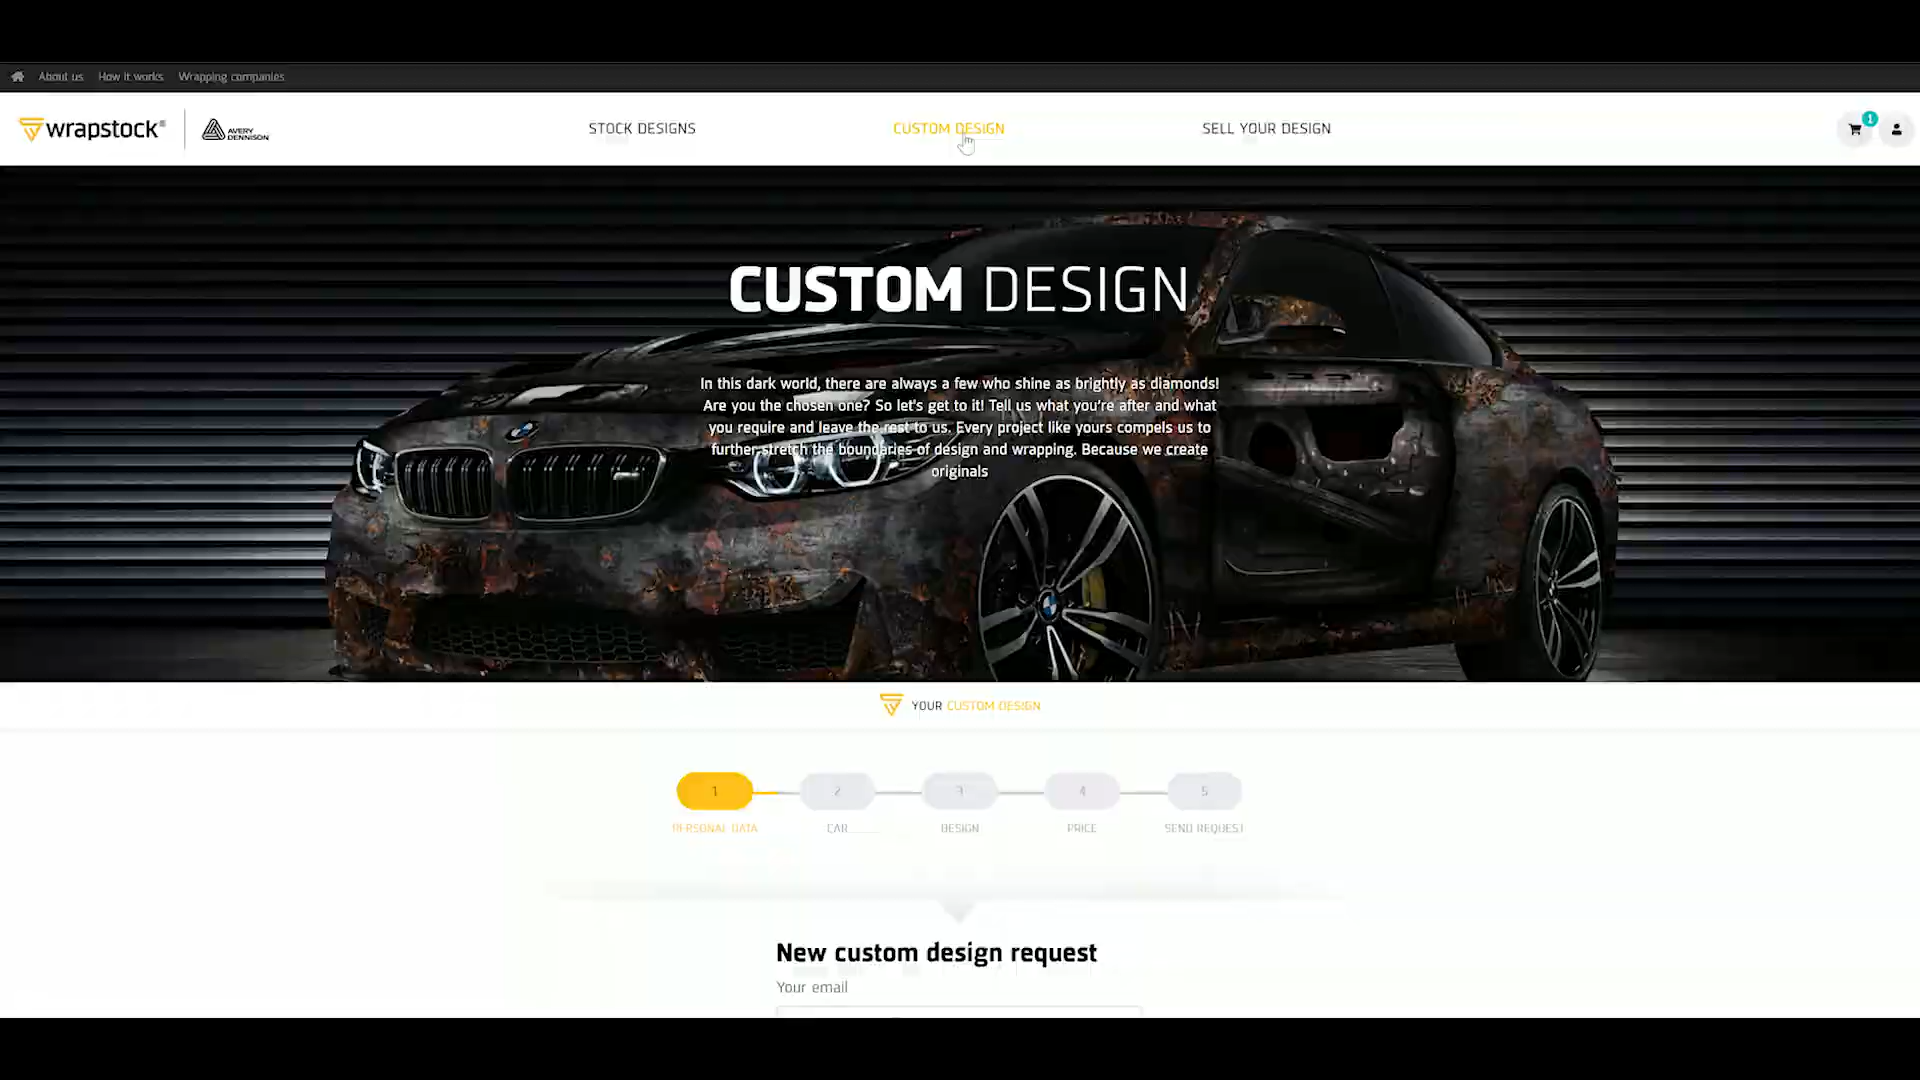 About us How it works Wrapping companies
wrapstock® AVERY DENNISON STOCK DESIGNS CUSTOM DESIGN SELL YOUR DESIGN 1
CUSTOM DESIGN
In this dark world, there are always a few who shine as brightly as diamonds!
Are you the chosen one? So let's get to it! Tell us what you're after and what
you require and leave the rest to us. Every project like yours compels us to
further stretch the boundaries of design and wrapping. Because we create
originals
YOUR CUSTOM DESIGN
1 2 3 4 5
PERSONAL DATA CAR DESIGN PRICE SEND REQUEST
New custom design request
Your email